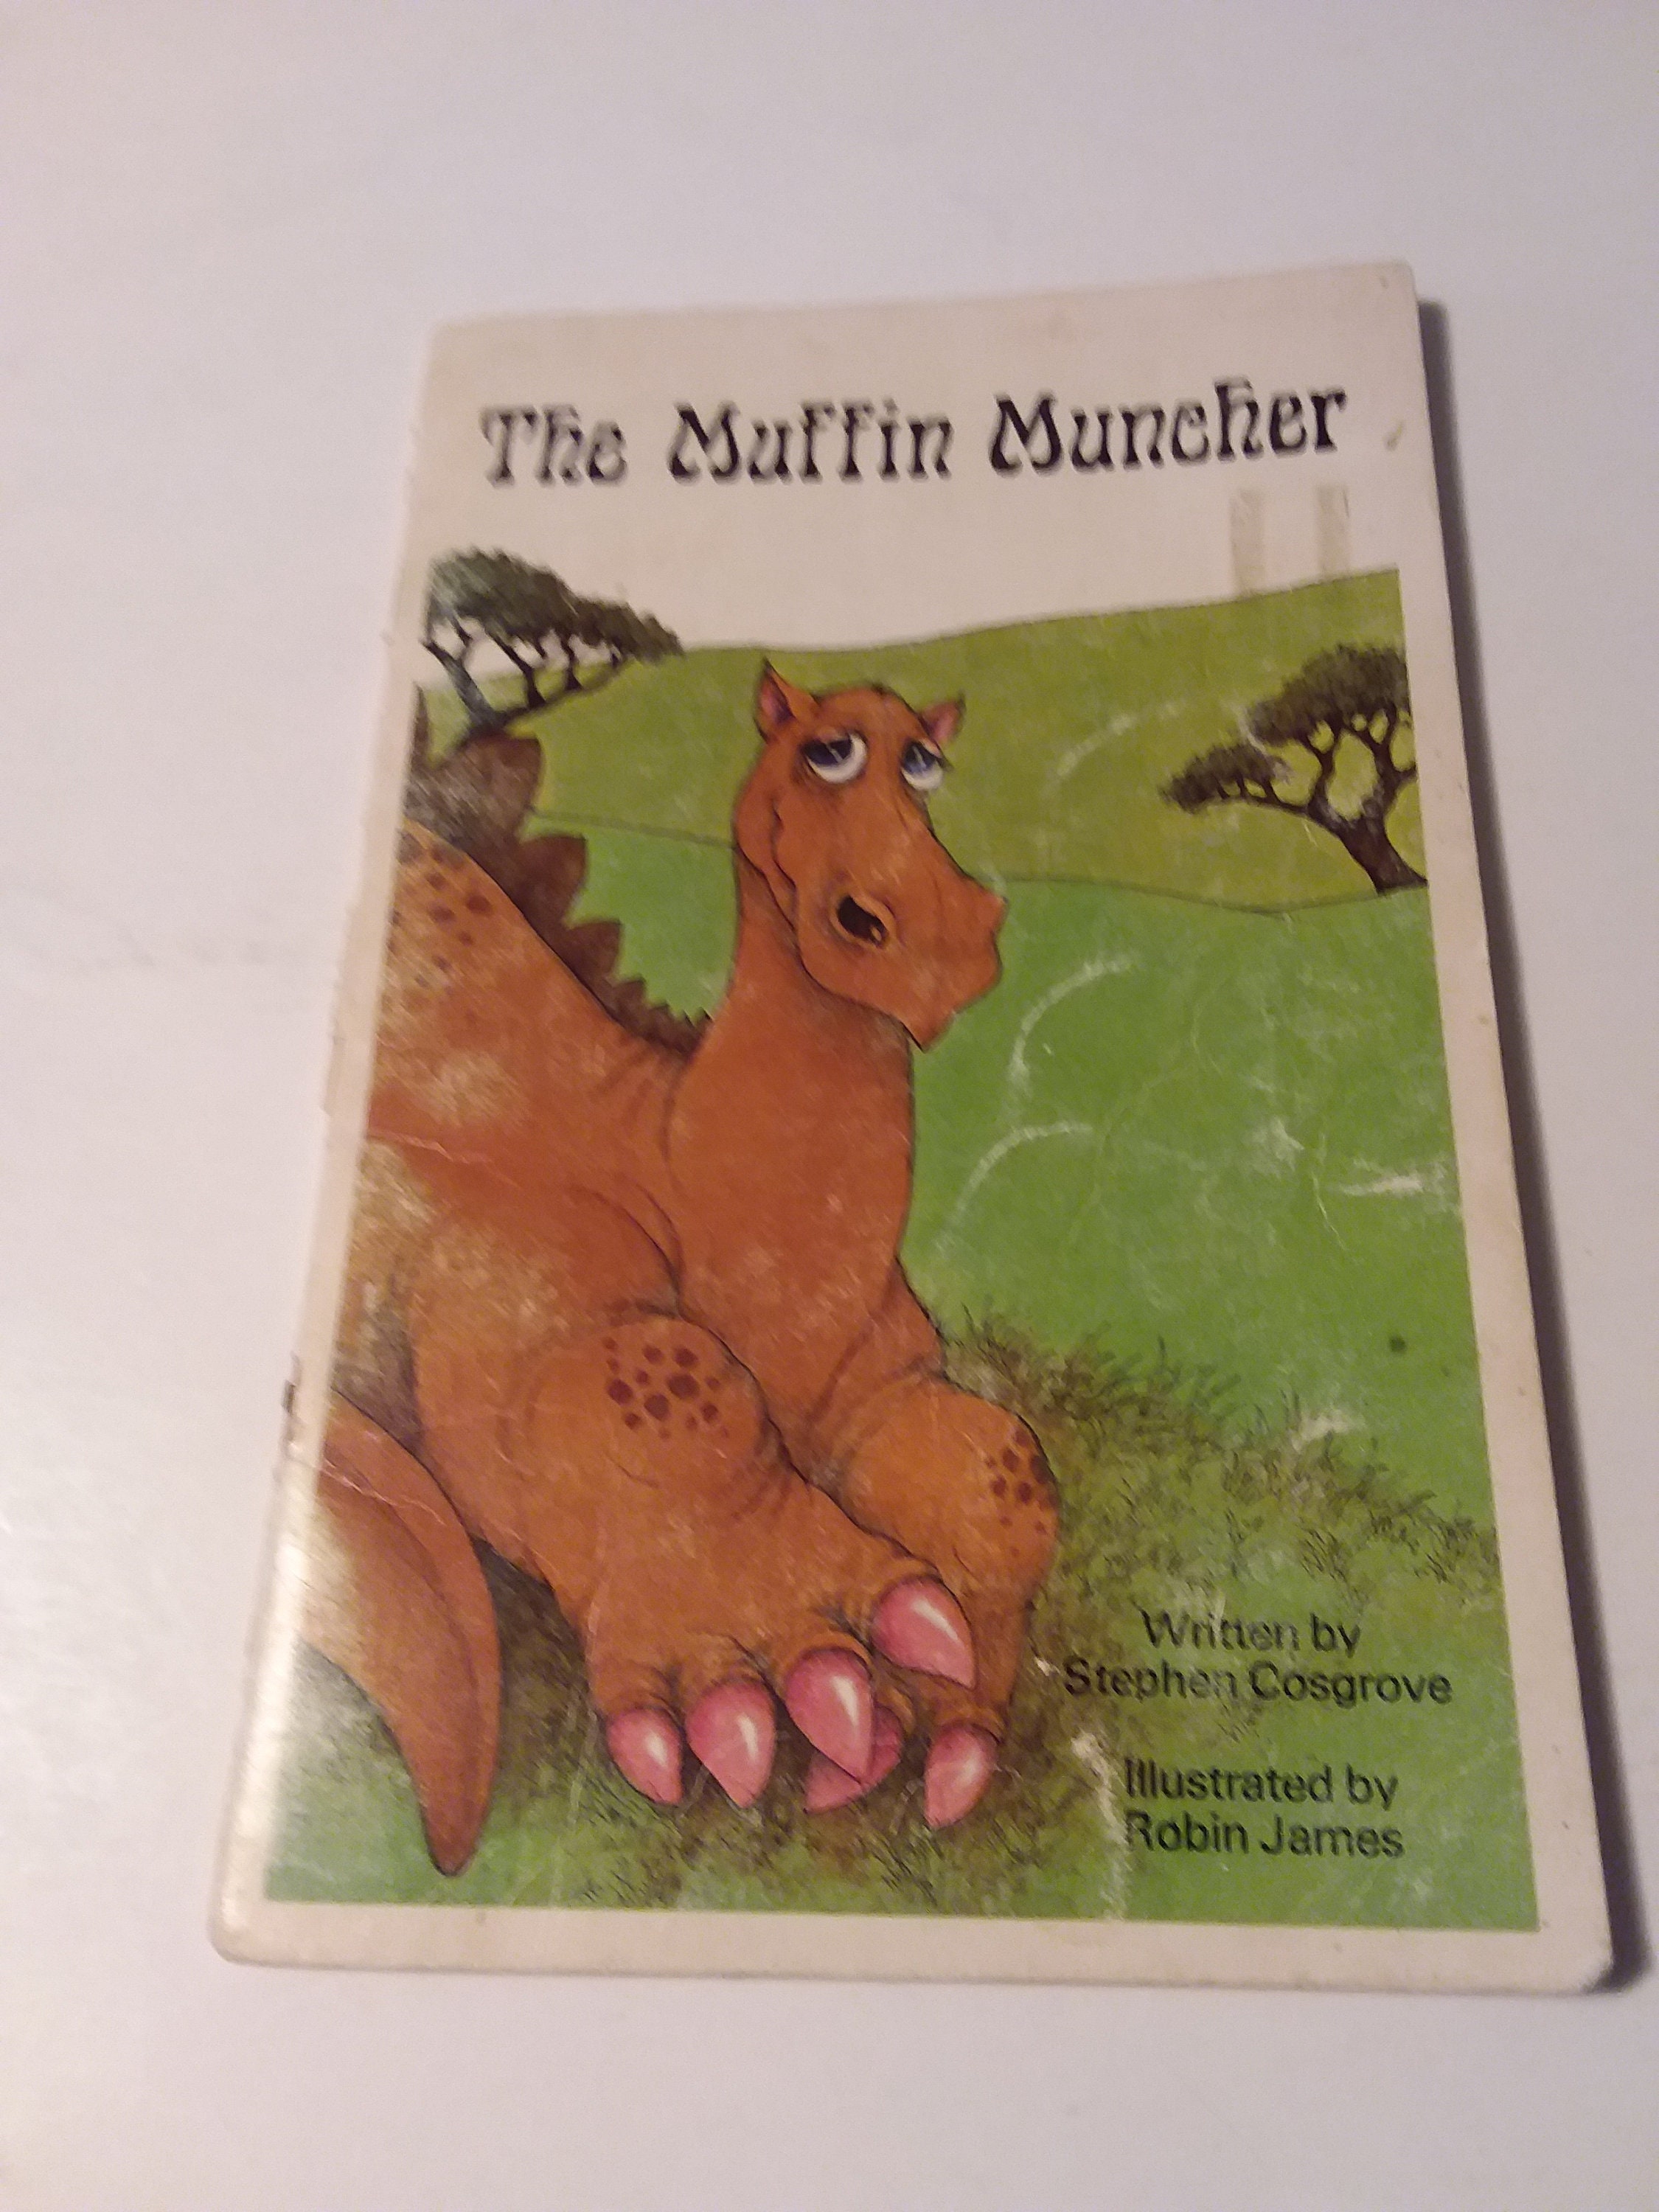 The Muffin Muncher
Written by
Stephen Cosgrove
Illustrated by
Robin James